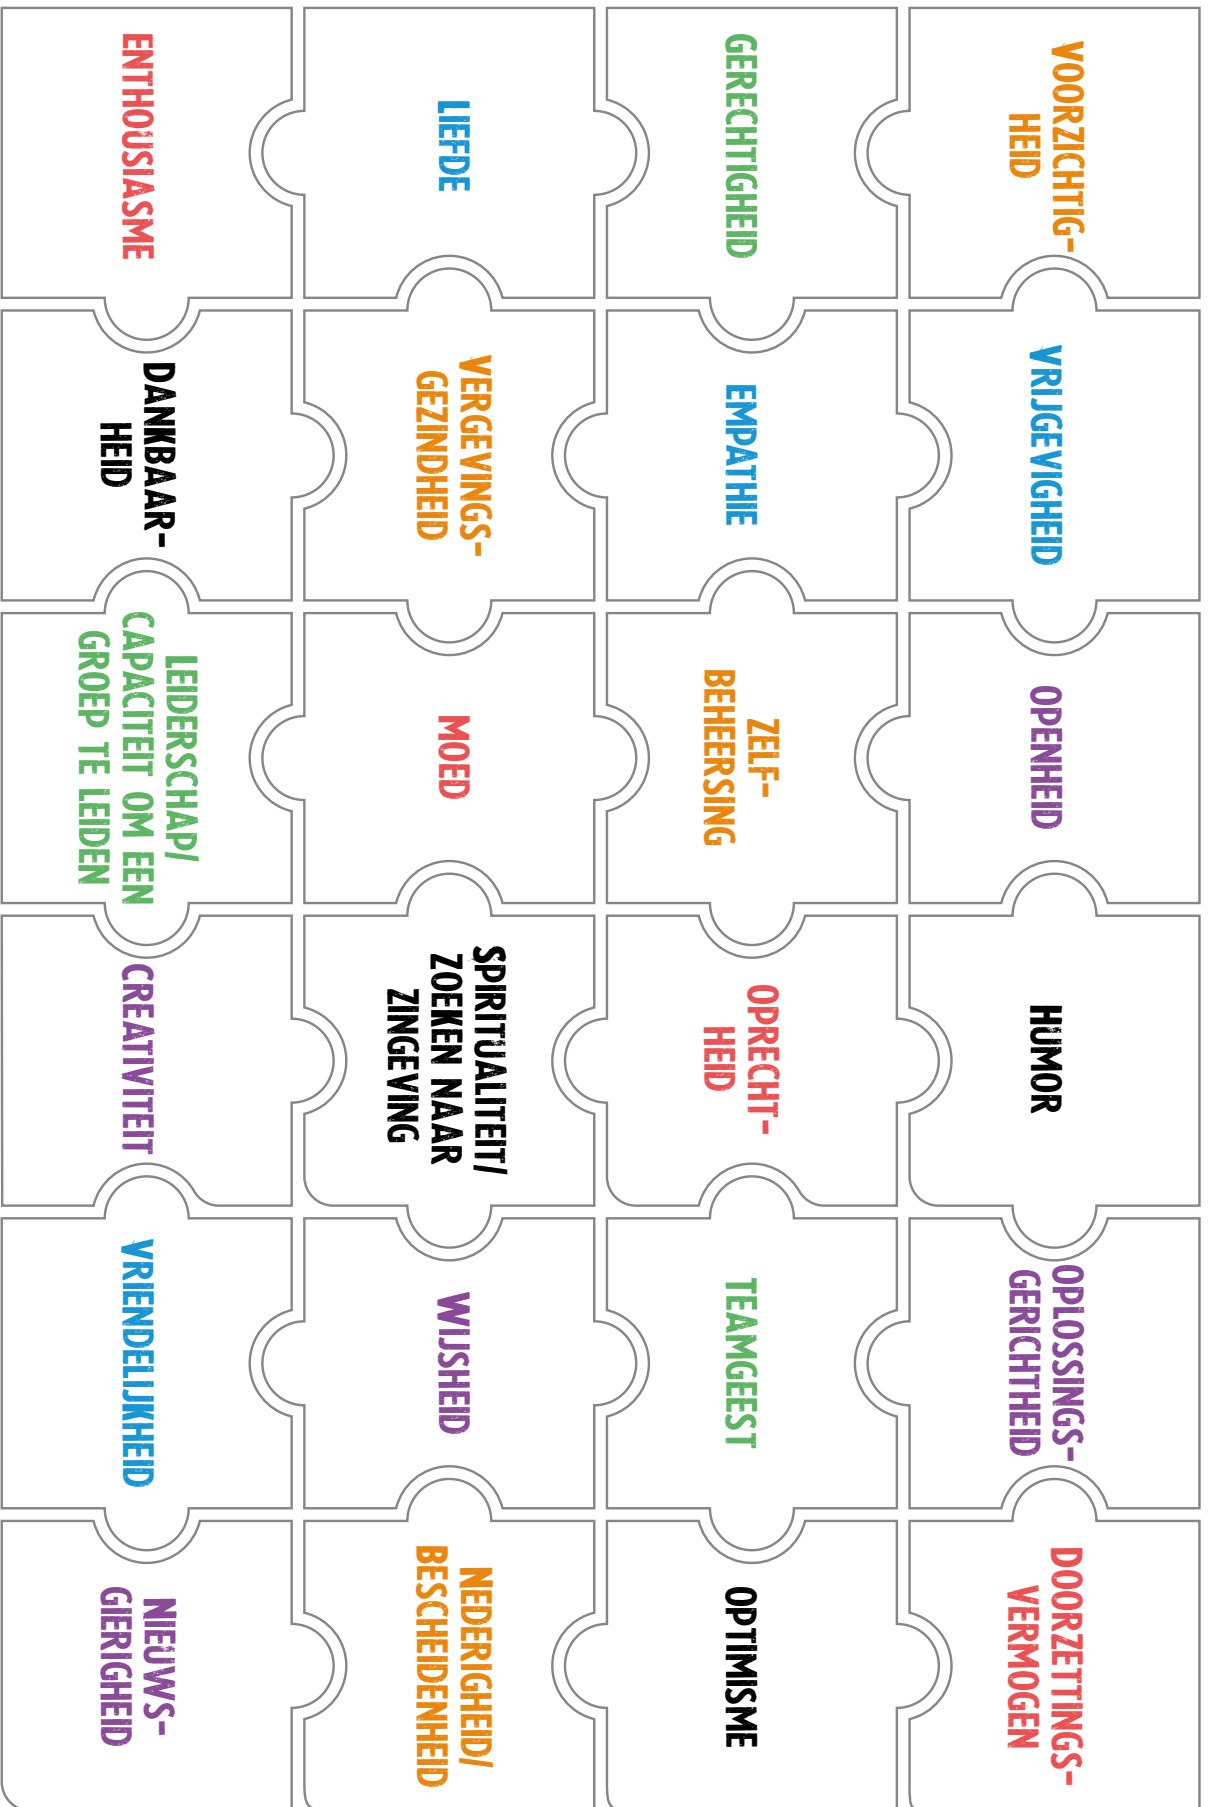 VOORZICHTIG-
HEID
VRIJGEVIGHEID
OPENHEID
HUMOR
OPLOSSINGS-
GERICHTHEID
DOORZETTINGS-
VERMOGEN
GERECHTIGHEID
EMPATHIE
ZELF-
BEHEERSING
OPRECHT-
HEID
TEAMGEEST
OPTIMISME
LIEFDE
VERGEVINGS-
GEZINDHEID
MOED
SPIRITUALITEIT/
ZOEKEN NAAR
ZINGEVING
WIJSHEID
NEDERIGHEID/
BESCHEIDENHEID
ENTHOUSIASME
DANKBAAR-
HEID
LEIDERSCHAP/
CAPACITEIT OM EEN
GROEP TE LEIDEN
CREATIVITEIT
VRIENDELIJKHEID
NIEUWS-
GIERIGHEID